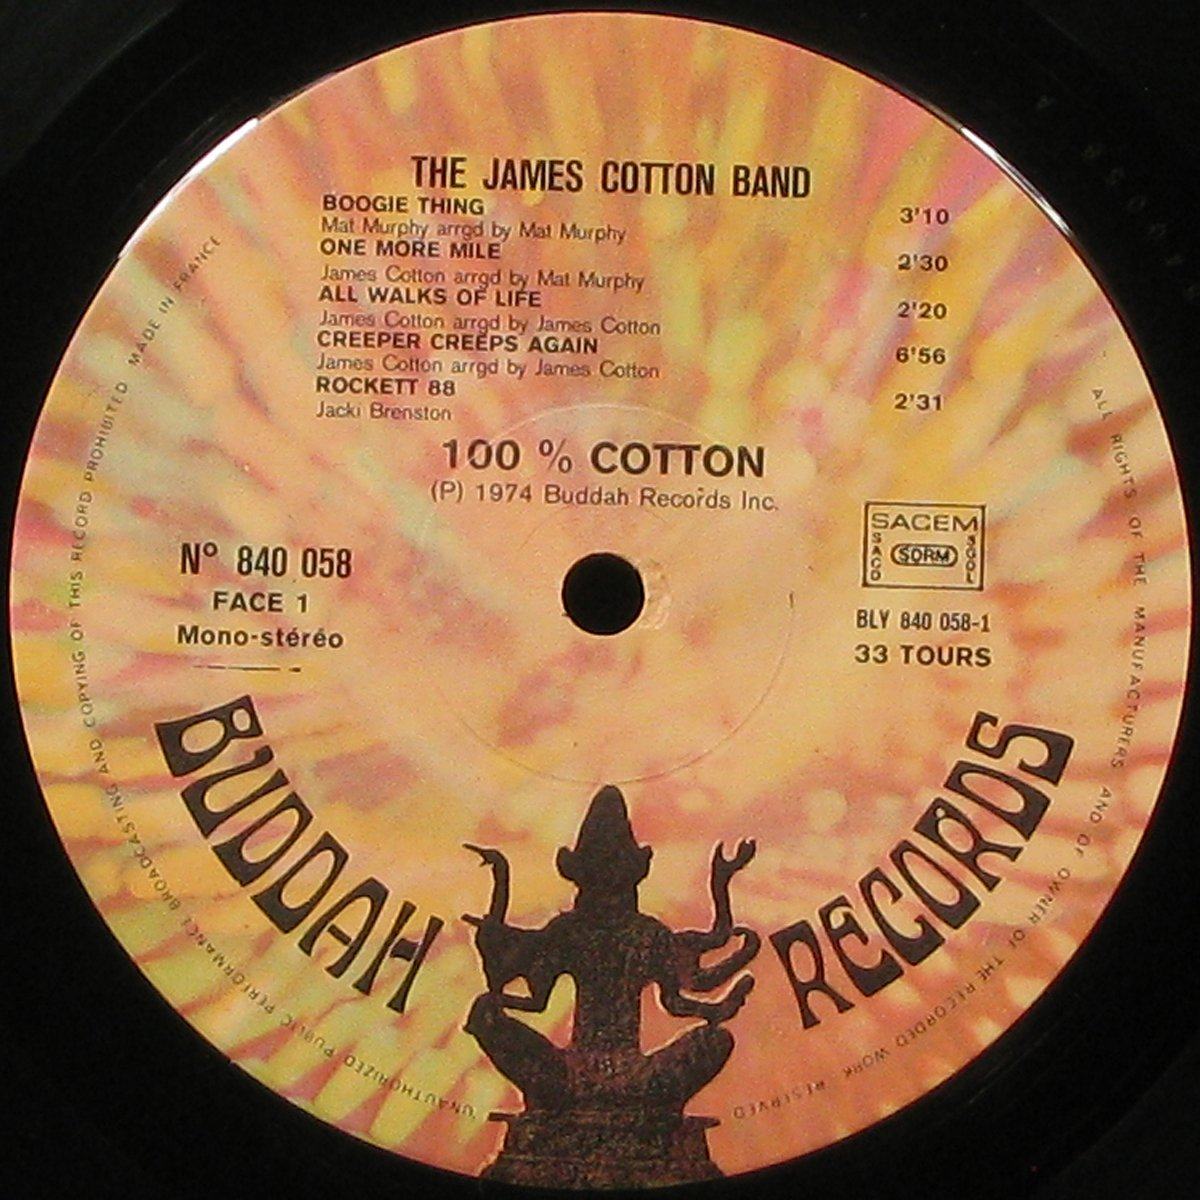 THE JAMES COTTON BAND
BOOGIE THING 3'10
Mat Murphy arrgd by Mat Murphy
ONE MORE MILE 2'30
James Cotton arrgd by Mat Murphy
ALL WALKS OF LIFE 2'20
James Cotton arrgd by James Cotton
CREEPER CREEPS AGAIN 6'56
James Cotton arrgd by James Cotton
ROCKETT 88 2'31
Jacki Brenston
100 % COTTON
(P) 1974 Buddah Records Inc.
N° 840 058
FACE 1
Mono-stéréo
SACEM
SACD
SDRM
SGDL
BLY 840 058-1
33 TOURS
BUDDAH RECORDS
ALL RIGHTS OF THE MANUFACTURERS AND OF OWNER OF THE RECORDED WORK RESERVED
UNAUTHORIZED PUBLIC PERFORMANCE BROADCASTING AND COPYING OF THIS RECORD PROHIBITED MADE IN FRANCE